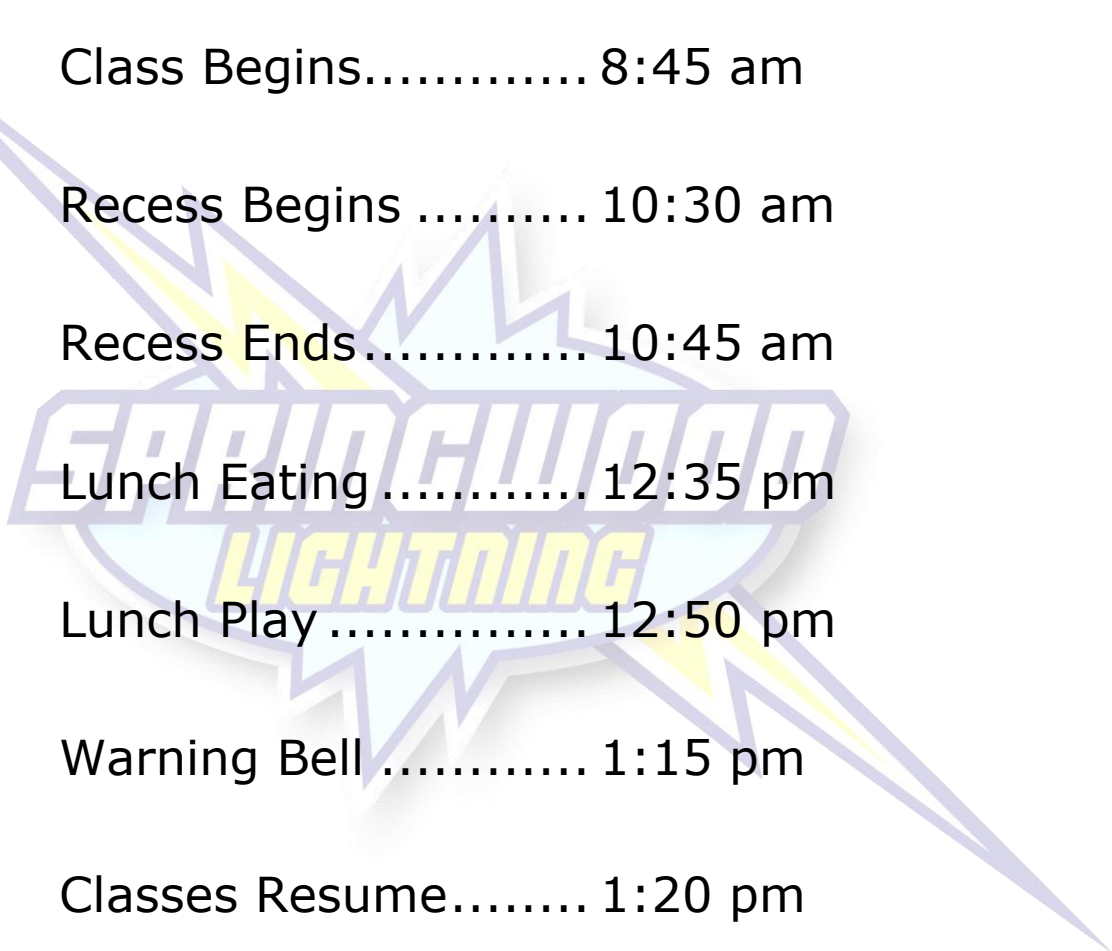 Class Begins............. 8:45 am
Recess Begins .......... 10:30 am
Recess Ends............. 10:45 am
SPRINGWOOD
Lunch Eating ............ 12:35 pm
LIGHTNING
Lunch Play ............... 12:50 pm
Warning Bell ............ 1:15 pm
Classes Resume........ 1:20 pm